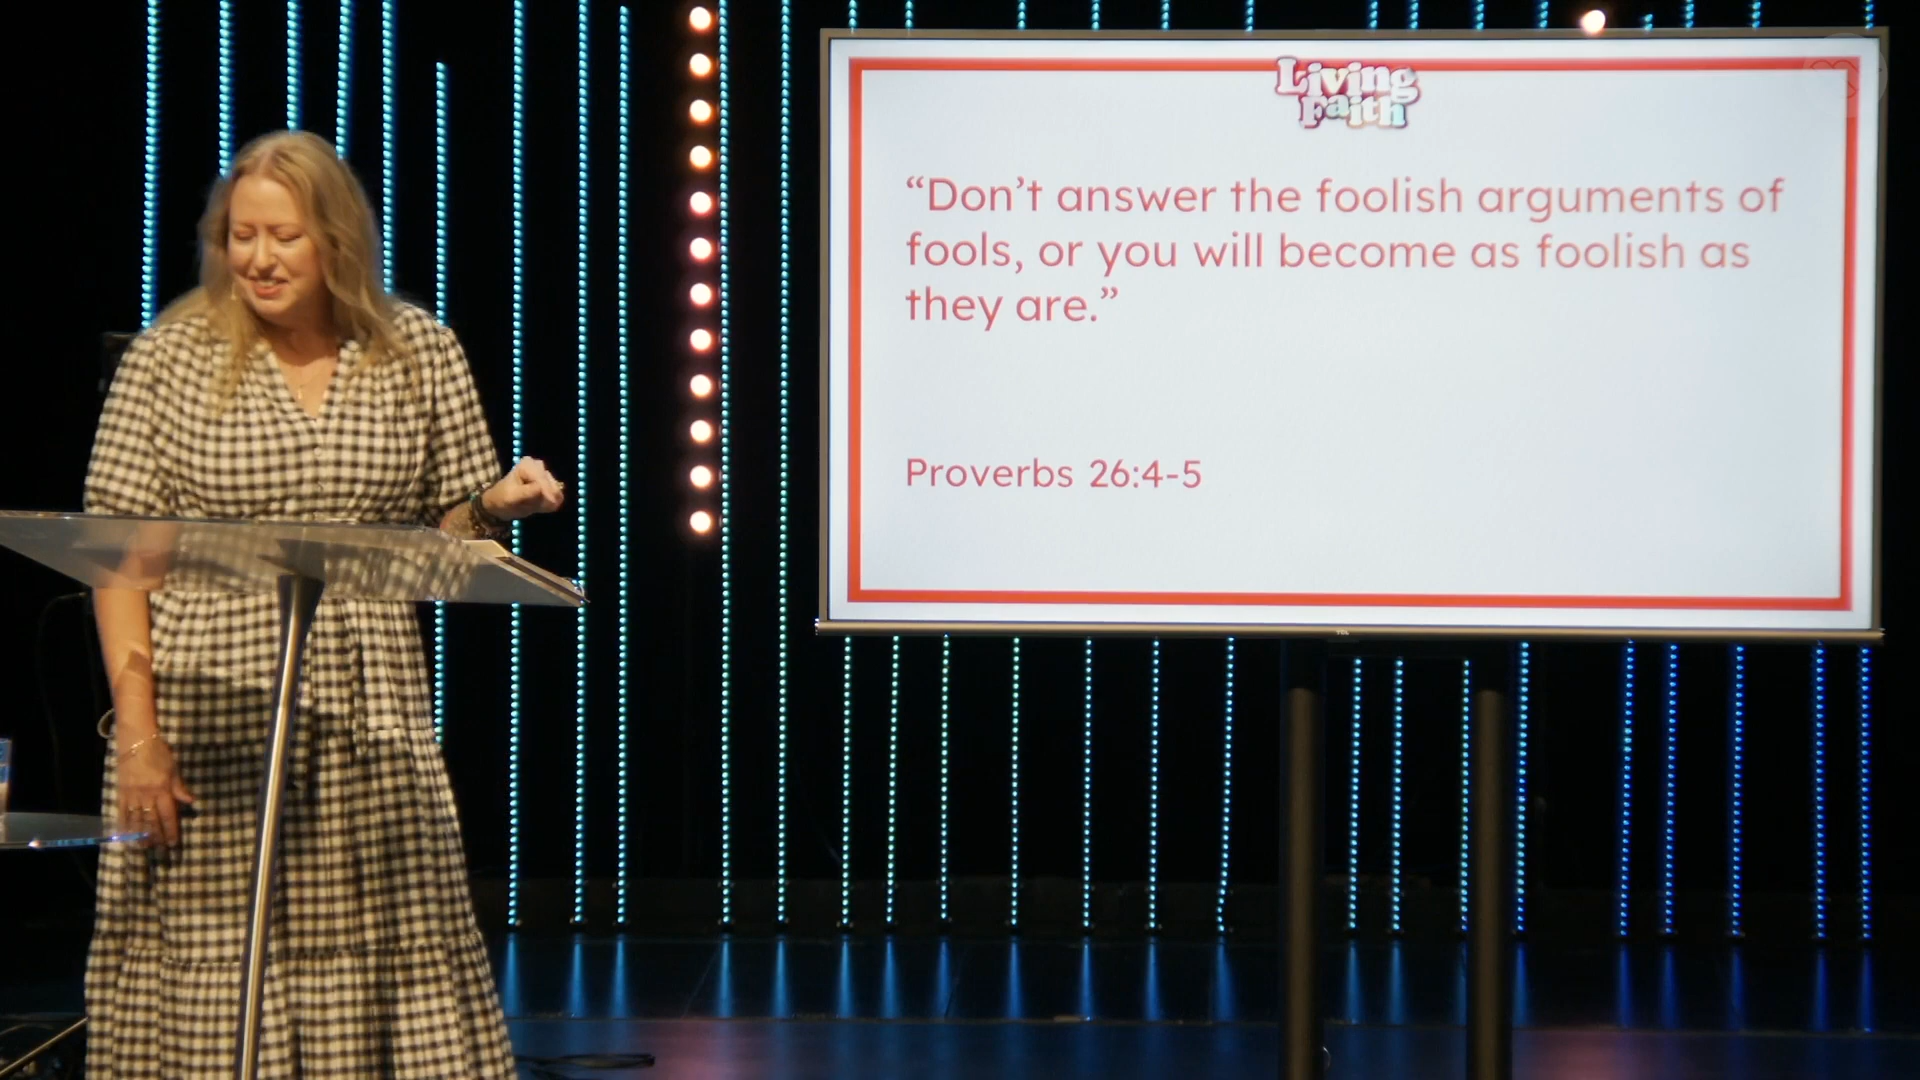 Living
Faith
“Don’t answer the foolish arguments of
fools, or you will become as foolish as
they are.”
Proverbs 26:4-5
TCL